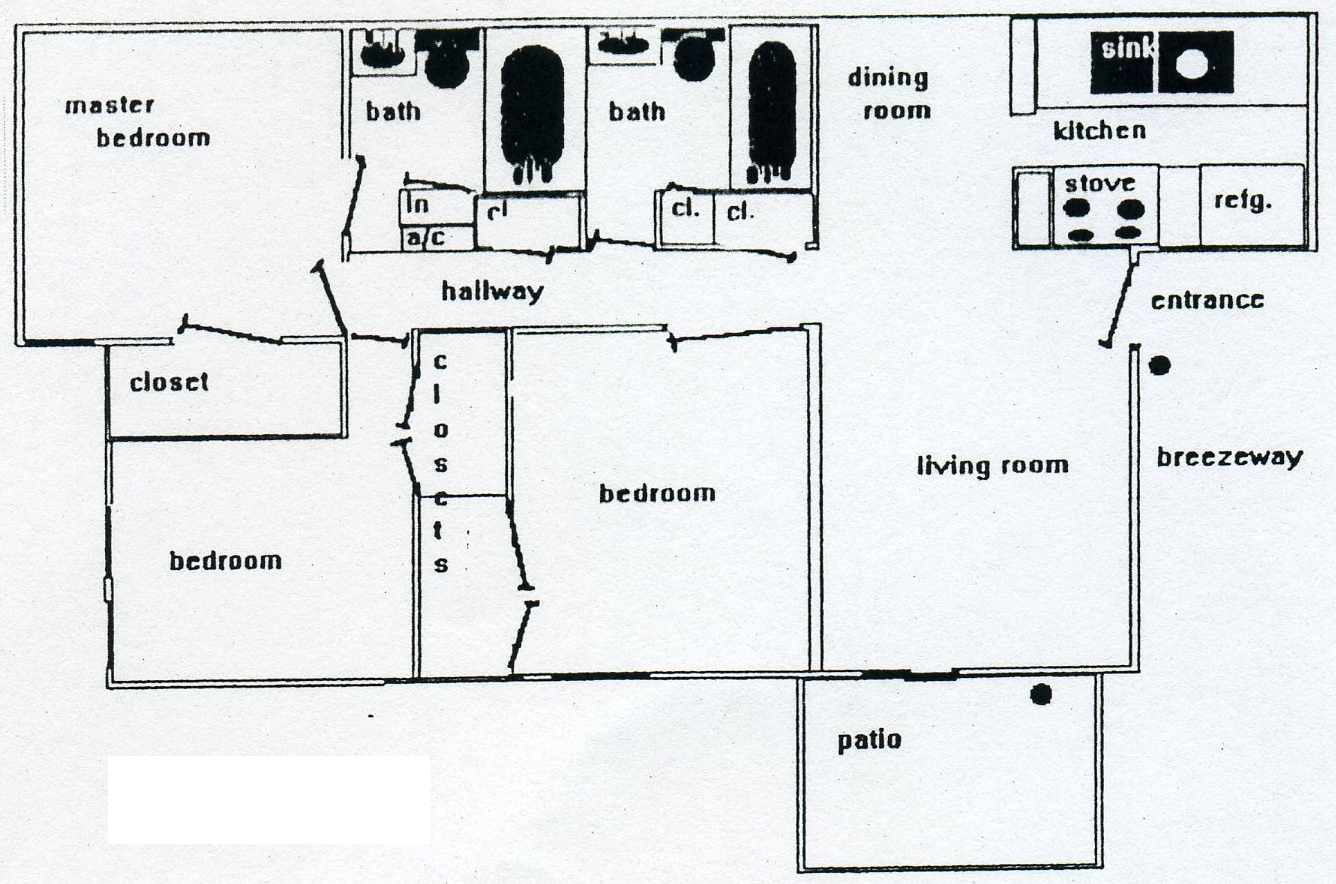 master
bedroom
bath
bath
dining
room
sink
kitchen
stove
refg.
ln
a/c
cl
cl.
cl.
hallway
entrance
closet
closets
bedroom
bedroom
living room
breezeway
patio